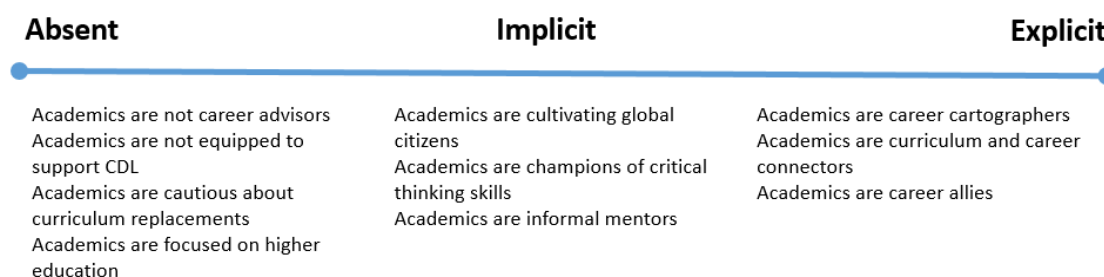 Absent
Implicit
Explicit
Academics are not career advisors
Academics are not equipped to
support CDL
Academics are cautious about
curriculum replacements
Academics are focused on higher
education
Academics are cultivating global
citizens
Academics are champions of critical
thinking skills
Academics are informal mentors
Academics are career cartographers
Academics are curriculum and career
connectors
Academics are career allies